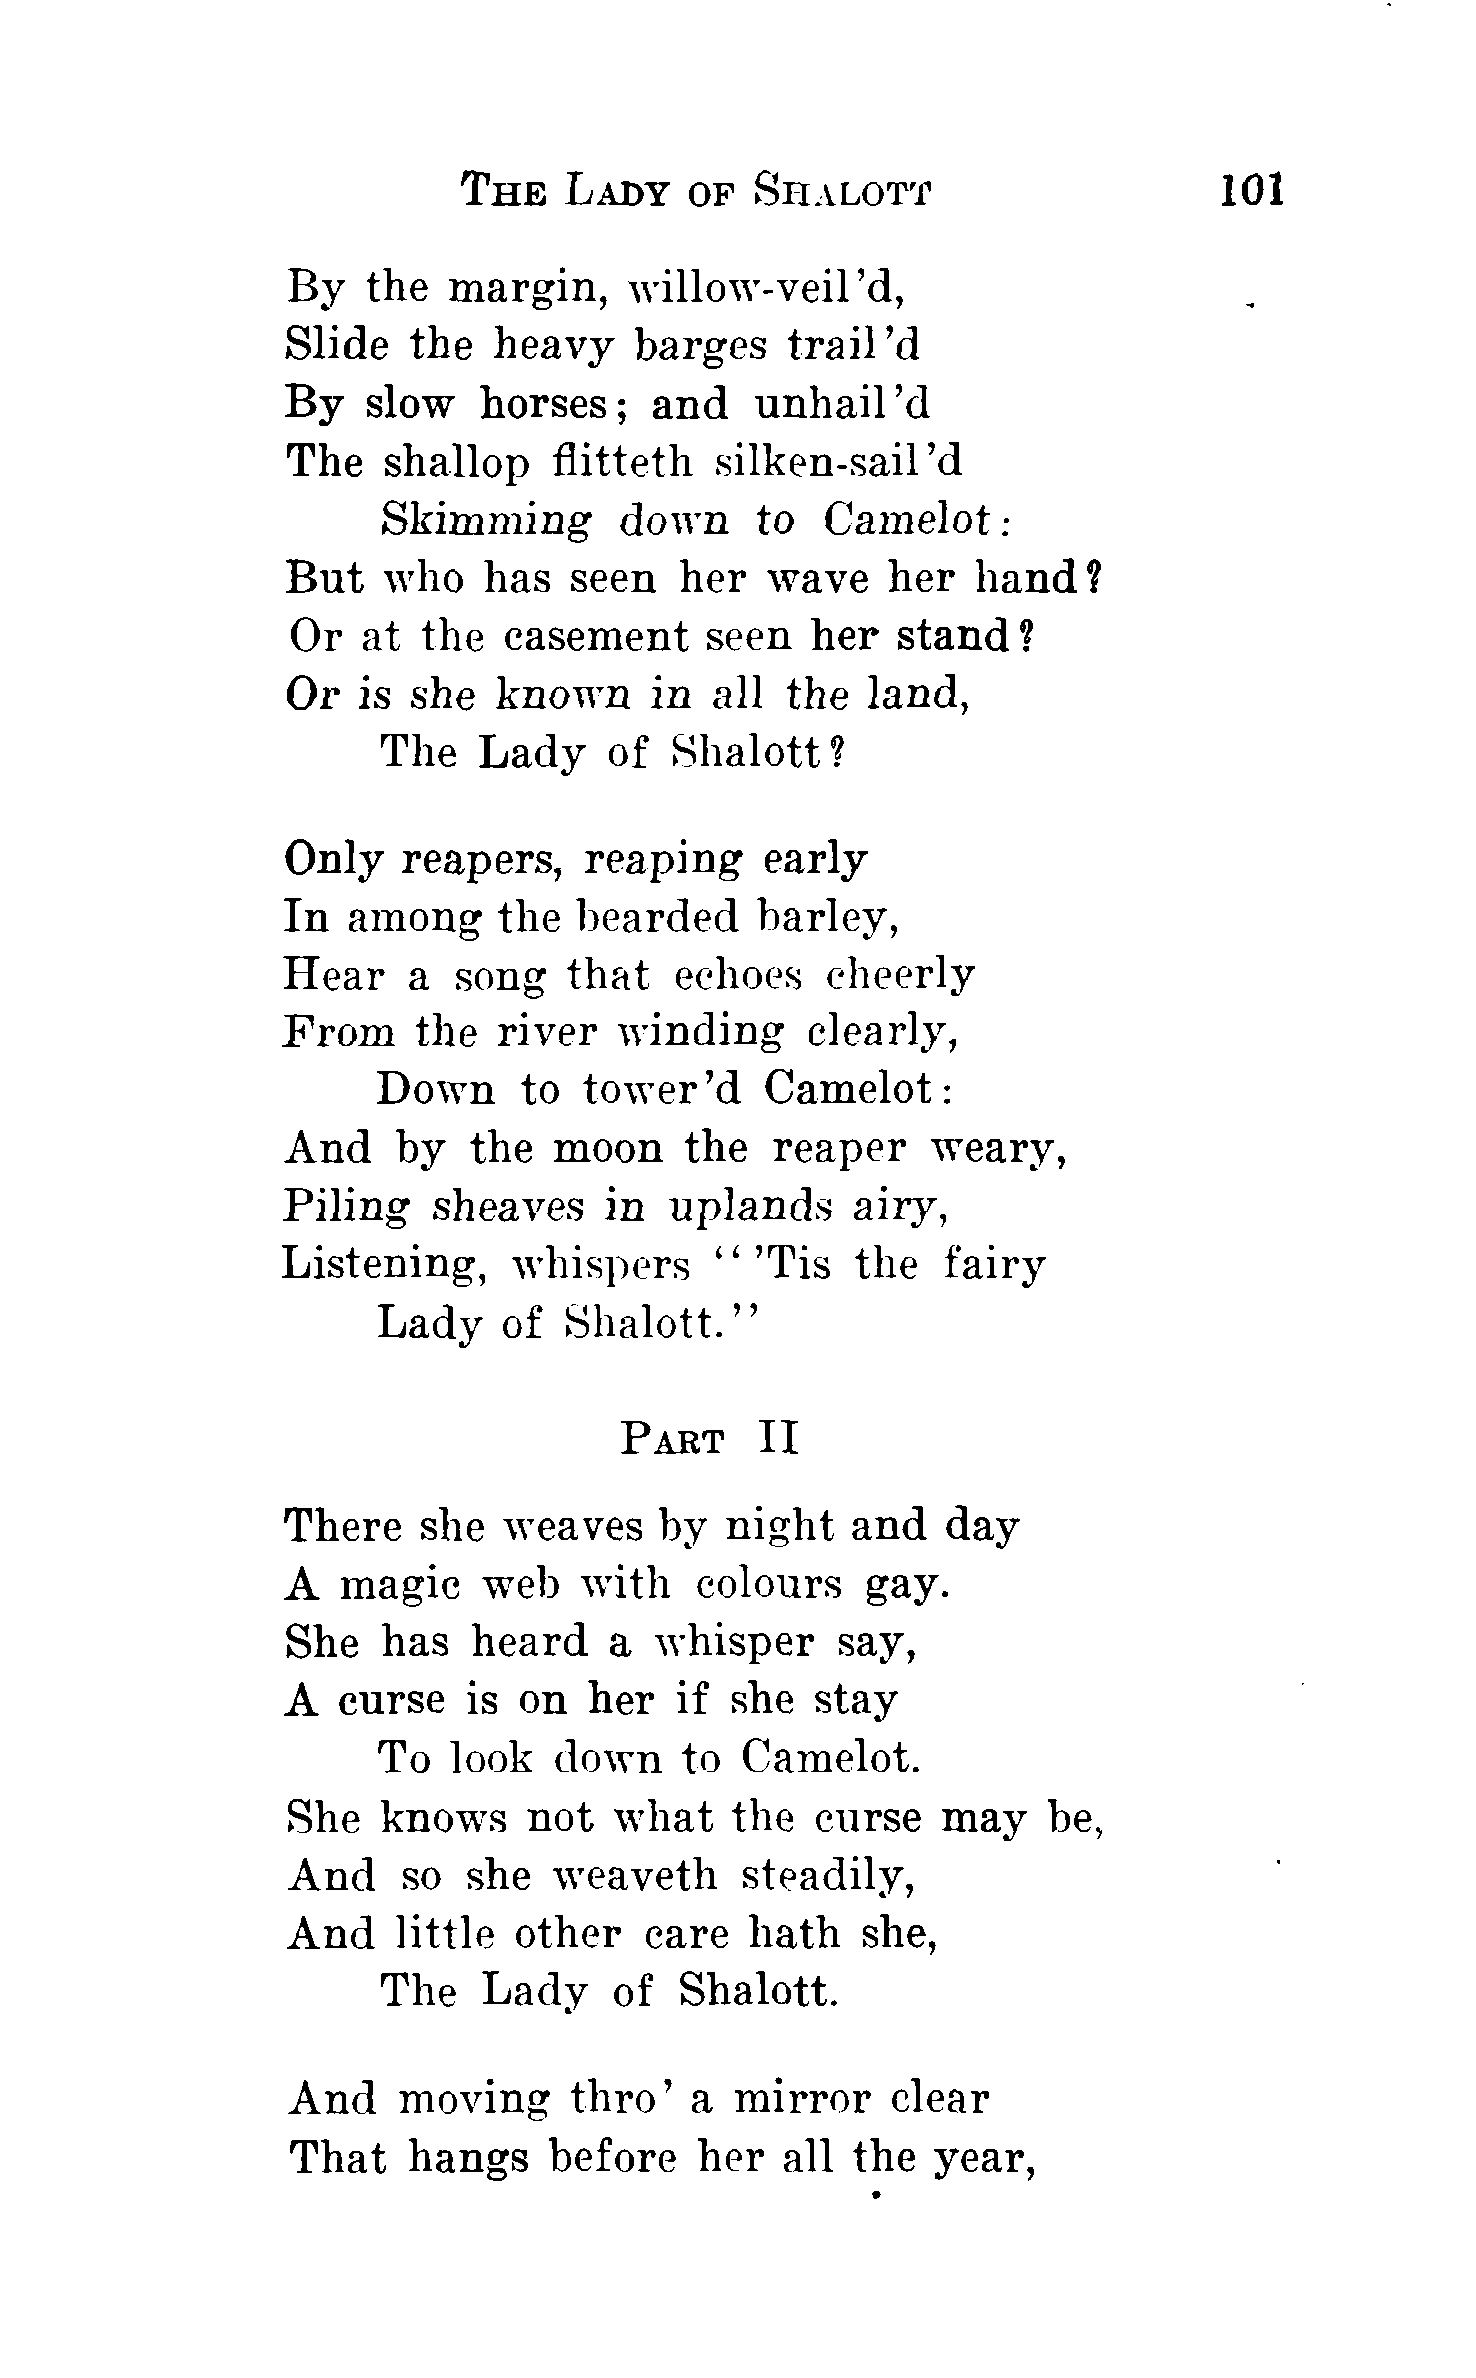 THE LADY OF SHALOTT 101
By the margin, willow-veil'd,
Slide the heavy barges trail'd
By slow horses; and unhail'd
The shallop flitteth silken-sail'd
Skimming down to Camelot:
But who has seen her wave her hand?
Or at the casement seen her stand?
Or is she known in all the land,
The Lady of Shalott?
Only reapers, reaping early
In among the bearded barley,
Hear a song that echoes cheerly
From the river winding clearly,
Down to tower'd Camelot:
And by the moon the reaper weary,
Piling sheaves in uplands airy,
Listening, whispers "'Tis the fairy
Lady of Shalott."
PART II
There she weaves by night and day
A magic web with colours gay.
She has heard a whisper say,
A curse is on her if she stay
To look down to Camelot.
She knows not what the curse may be,
And so she weaveth steadily,
And little other care hath she,
The Lady of Shalott.
And moving thro' a mirror clear
That hangs before her all the year,